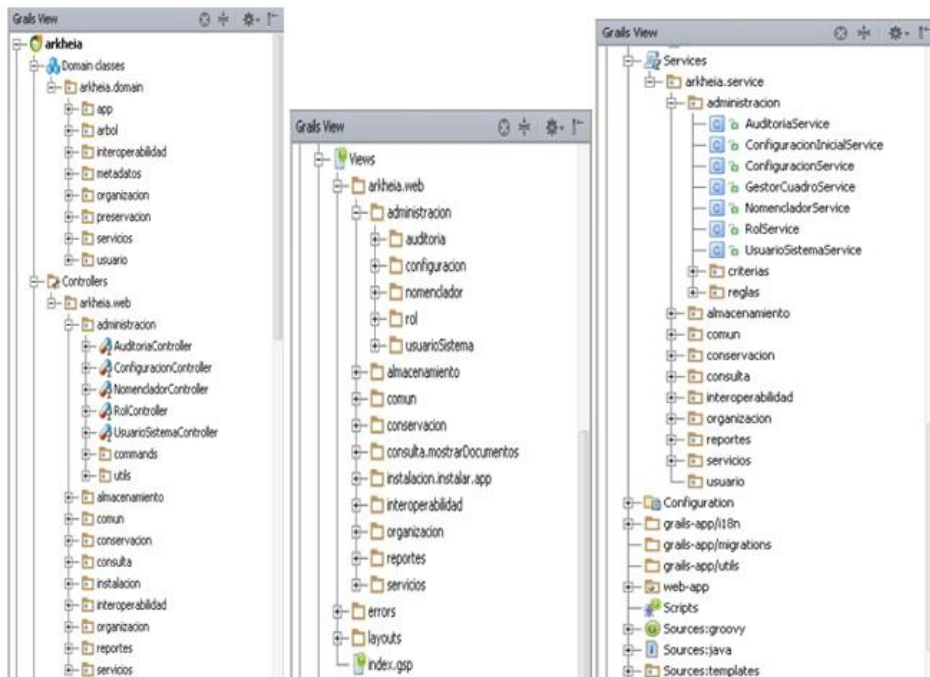 Grails View
arkheia
Domain classes
arkheia.domain
app
arbol
interoperabilidad
metadatos
organizacion
preservacion
servicios
usuario
Controllers
arkheia.web
administracion
AuditoriaController
ConfiguracionController
NomencladorController
RolController
UsuarioSistemaController
commands
utils
almacenamiento
comun
conservacion
consulta
instalacion
interoperabilidad
organizacion
reportes
servicios
Grails View
Views
arkheia.web
administracion
auditoria
configuracion
nomenclador
rol
usuarioSistema
almacenamiento
comun
conservacion
consulta.mostrarDocumentos
instalacion.instalar.app
interoperabilidad
organizacion
reportes
servicios
errors
layouts
index.gsp
Grails View
Services
arkheia.service
administracion
AuditoriaService
ConfiguracionInicialService
ConfiguracionService
GestorCuadroService
NomencladorService
RolService
UsuarioSistemaService
criterias
reglas
almacenamiento
comun
conservacion
consulta
interoperabilidad
organizacion
reportes
servicios
usuario
Configuration
grails-app/i18n
grails-app/migrations
grails-app/utils
web-app
Scripts
Sources:groovy
Sources:java
Sources:templates